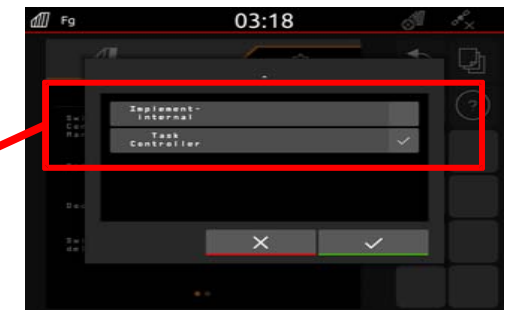 Fg
03:18
Implement-
internal
Task
Controller